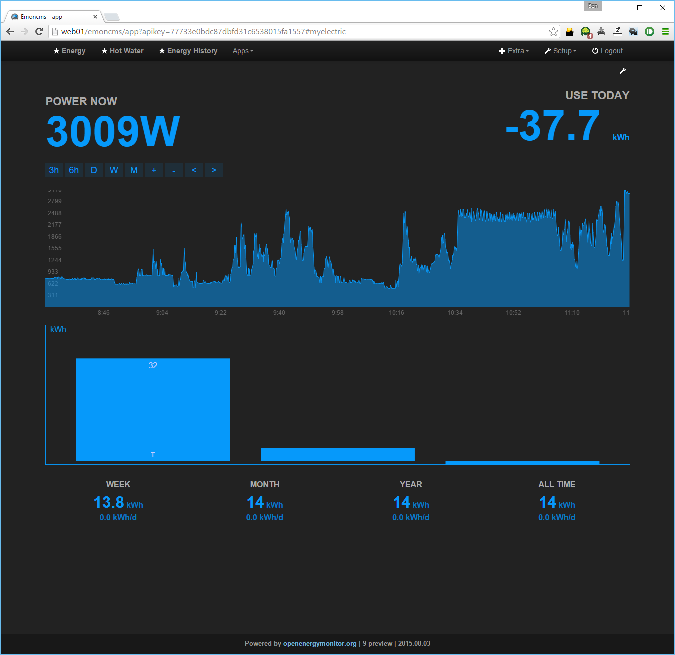 Emoncms - app
web01/emoncms/app?apikey=77733e0bdc87dbfd31c6538015fa1557#myelectric
Energy Hot Water Energy History Apps Extra Setup Logout
POWER NOW USE TODAY
3009W -37.7 kWh
3h 6h D W M + - < >
2799
2488
2177
1866
1555
1244
933
622
311
8:46 9:04 9:22 9:40 9:58 10:16 10:34 10:52 11:10 11
kWh
32
T
WEEK MONTH YEAR ALL TIME
13.8 kWh 14 kWh 14 kWh 14 kWh
0.0 kWh/d 0.0 kWh/d 0.0 kWh/d 0.0 kWh/d
Powered by openenergymonitor.org | 9 preview | 2015.08.03